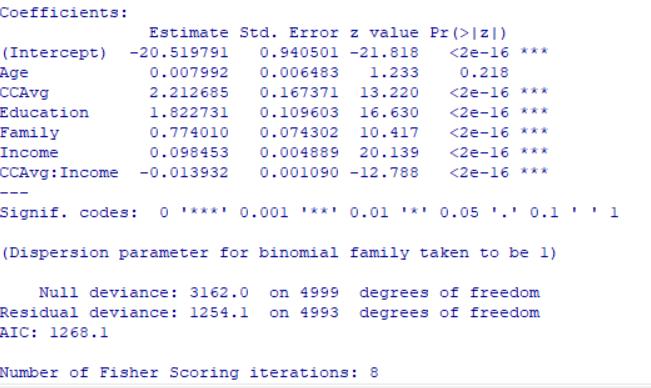 Coefficients:
Estimate Std. Error z value Pr(>|z|)
(Intercept) -20.519791 0.940501 -21.818 <2e-16 ***
Age 0.007992 0.006483 1.233 0.218
CCAvg 2.212685 0.167371 13.220 <2e-16 ***
Education 1.822731 0.109603 16.630 <2e-16 ***
Family 0.774010 0.074302 10.417 <2e-16 ***
Income 0.098453 0.004889 20.139 <2e-16 ***
CCAvg:Income -0.013932 0.001090 -12.788 <2e-16 ***
---
Signif. codes: 0 '***' 0.001 '**' 0.01 '*' 0.05 '.' 0.1 ' ' 1
(Dispersion parameter for binomial family taken to be 1)
Null deviance: 3162.0 on 4999 degrees of freedom
Residual deviance: 1254.1 on 4993 degrees of freedom
AIC: 1268.1
Number of Fisher Scoring iterations: 8